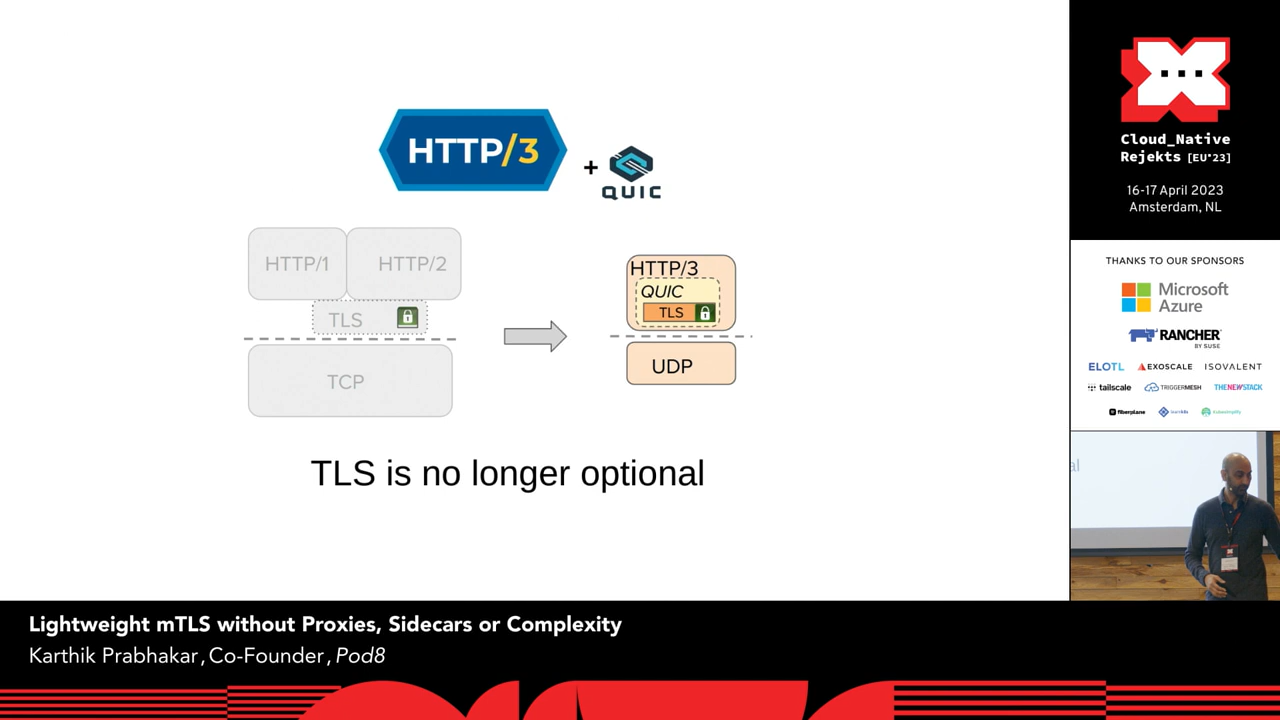 HTTP/3
+
QUIC
HTTP/1
HTTP/2
TLS
TCP
HTTP/3
QUIC
TLS
UDP
TLS is no longer optional
Cloud_Native
Rejekts [EU*23]
16-17 April 2023
Amsterdam, NL
THANKS TO OUR SPONSORS
Microsoft
Azure
RANCHER
BY SUSE
ELOTL
EXOSCALE
ISOVALENT
tailscale
TRIGGERMESH
THENEWSTACK
fiberplane
al
Lightweight mTLS without Proxies, Sidecars or Complexity
Karthik Prabhakar, Co-Founder, Pod8